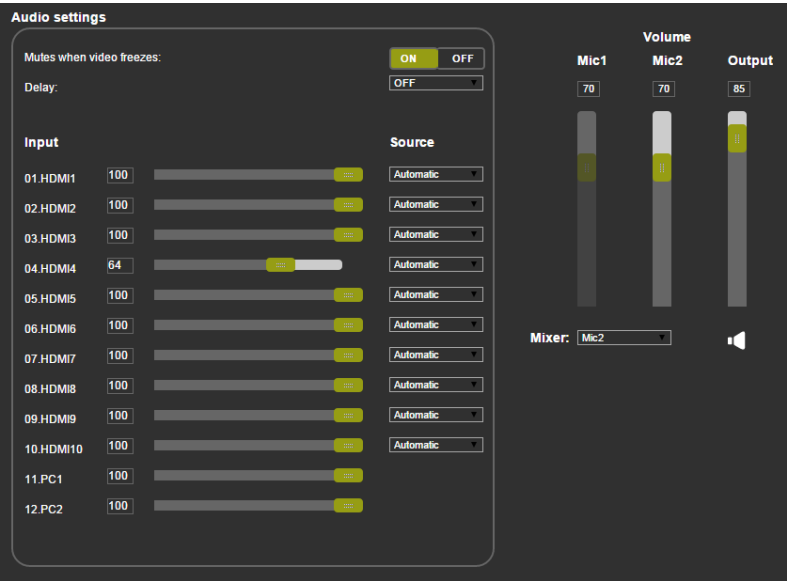 Audio settings
Mutes when video freezes: ON OFF
Delay: OFF
Input Source
01.HDMI1 100 Automatic
02.HDMI2 100 Automatic
03.HDMI3 100 Automatic
04.HDMI4 64 Automatic
05.HDMI5 100 Automatic
06.HDMI6 100 Automatic
07.HDMI7 100 Automatic
08.HDMI8 100 Automatic
09.HDMI9 100 Automatic
10.HDMI10 100 Automatic
11.PC1 100
12.PC2 100
Volume
Mic1 Mic2 Output
70 70 85
Mixer: Mic2